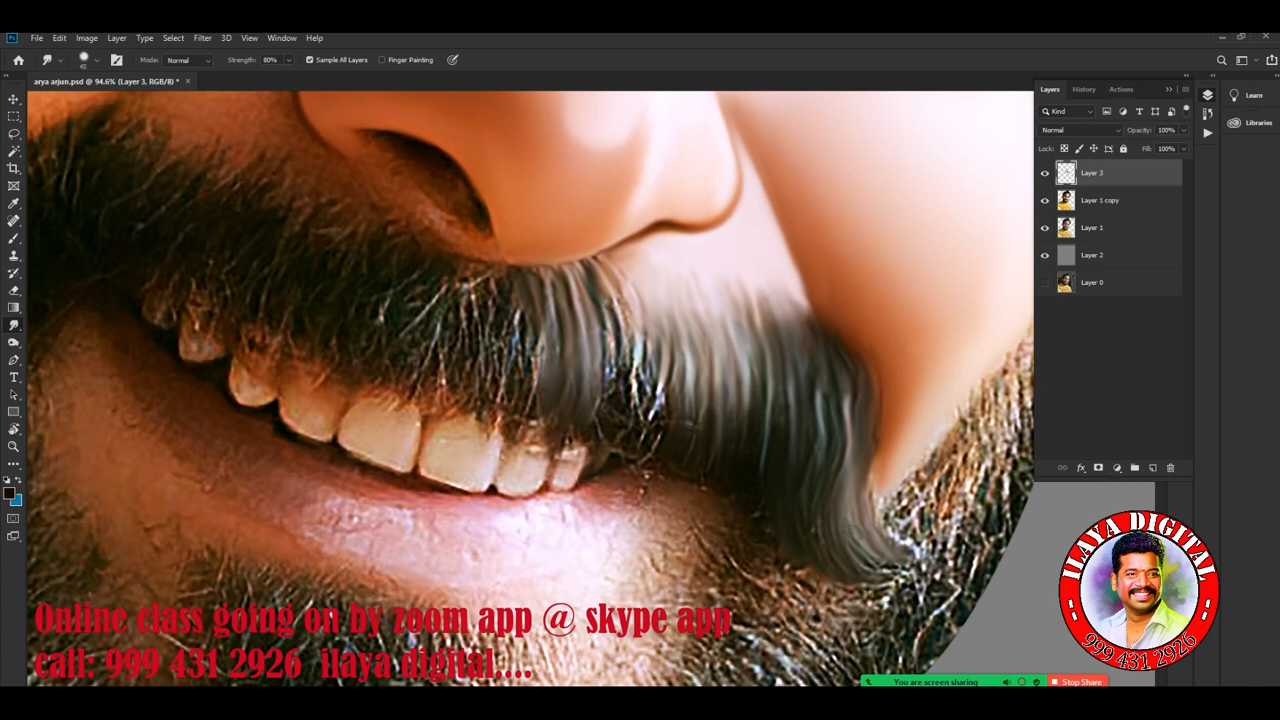 File Edit Image Layer Type Select Filter 3D View Window Help
45 Mode: Normal Strength: 80% Sample All Layers Finger Painting
arya arjun.psd @ 94.6% (Layer 3, RGB/8) * ×
Layers History Actions
Learn
Libraries
Kind
Normal Opacity: 100%
Lock: Fill: 100%
Layer 3
Layer 1 copy
Layer 1
Layer 2
Layer 0
ILAYA DIGITAL
- 999 431 2926 -
Online class going on by zoom app @ skype app
call: 999 431 2926 ilaya digital....
You are screen sharing Stop Share